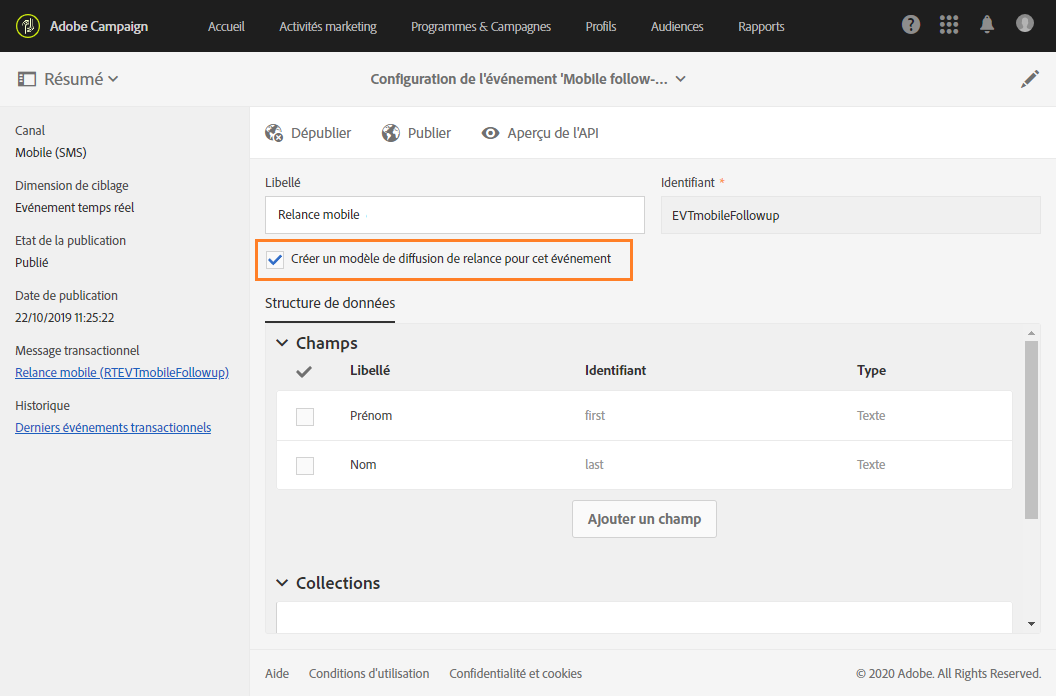 Adobe Campaign
Accueil
Activités marketing
Programmes & Campagnes
Profils
Audiences
Rapports
Résumé
Configuration de l'événement 'Mobile follow-...
Canal
Mobile (SMS)
Dimension de ciblage
Evénement temps réel
Etat de la publication
Publié
Date de publication
22/10/2019 11:25:22
Message transactionnel
Relance mobile (RTEVTmobileFollowup)
Historique
Derniers événements transactionnels
Dépublier
Publier
Aperçu de l'API
Libellé
Identifiant *
Relance mobile
EVTmobileFollowup
Créer un modèle de diffusion de relance pour cet événement
Structure de données
Champs
Libellé
Identifiant
Type
Prénom
first
Texte
Nom
last
Texte
Ajouter un champ
Collections
Aide
Conditions d'utilisation
Confidentialité et cookies
© 2020 Adobe. All Rights Reserved.